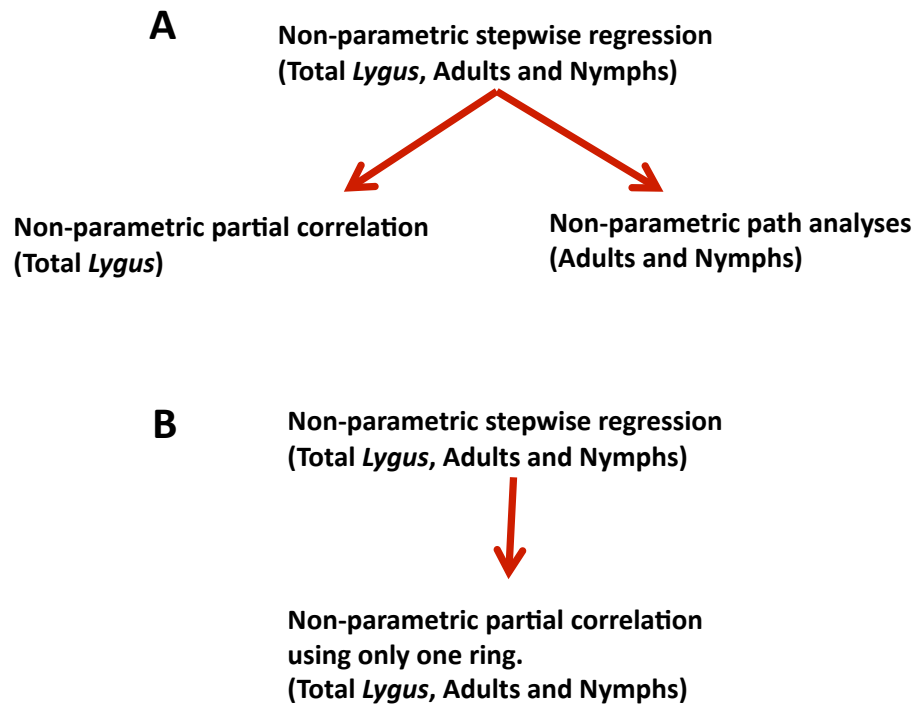 A
Non-parametric stepwise regression
(Total Lygus, Adults and Nymphs)
Non-parametric partial correlation
(Total Lygus)
Non-parametric path analyses
(Adults and Nymphs)
B
Non-parametric stepwise regression
(Total Lygus, Adults and Nymphs)
Non-parametric partial correlation
using only one ring.
(Total Lygus, Adults and Nymphs)